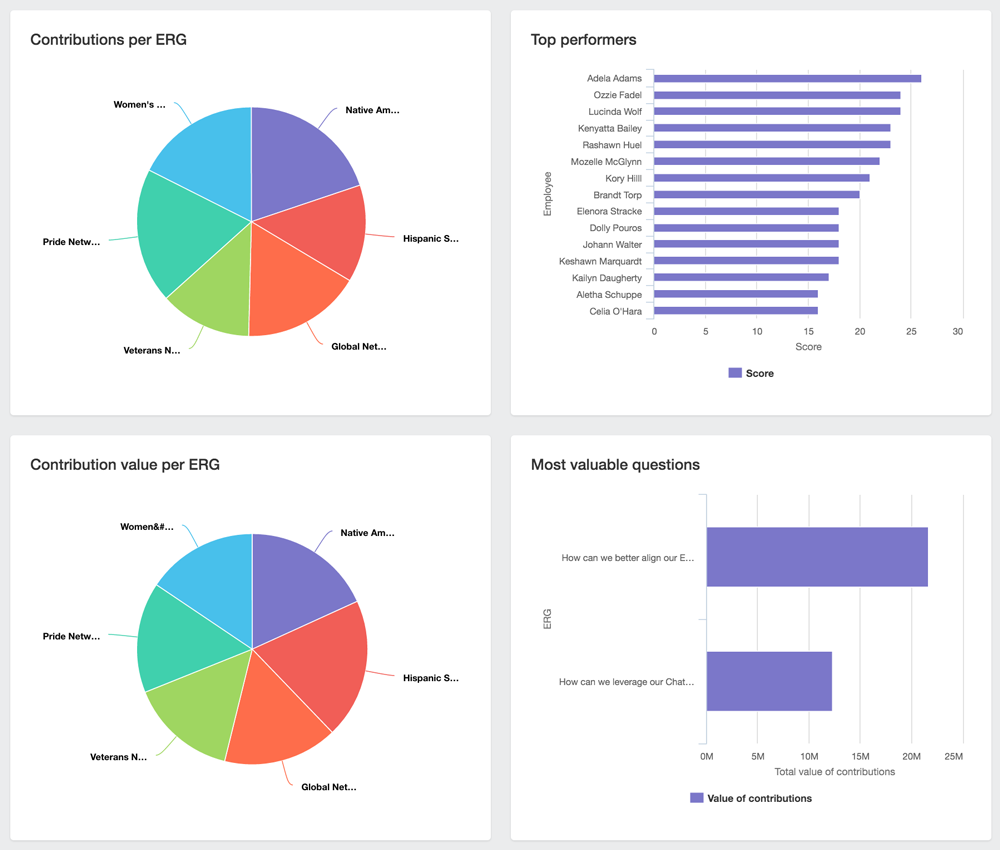 Contributions per ERG
Women's ...
Native Am...
Pride Netw...
Hispanic S...
Veterans N...
Global Net...
Top performers
Employee
Adela Adams
Ozzie Fadel
Lucinda Wolf
Kenyatta Bailey
Rashawn Huel
Mozelle McGlynn
Kory Hilll
Brandt Torp
Elenora Stracke
Dolly Pouros
Johann Walter
Keshawn Marquardt
Kailyn Daugherty
Aletha Schuppe
Celia O'Hara
0 5 10 15 20 25 30
Score
Score
Contribution value per ERG
Women&#...
Native Am...
Pride Netw...
Hispanic S...
Veterans N...
Global Net...
Most valuable questions
ERG
How can we better align our E...
How can we leverage our Chat...
0M 5M 10M 15M 20M 25M
Total value of contributions
Value of contributions